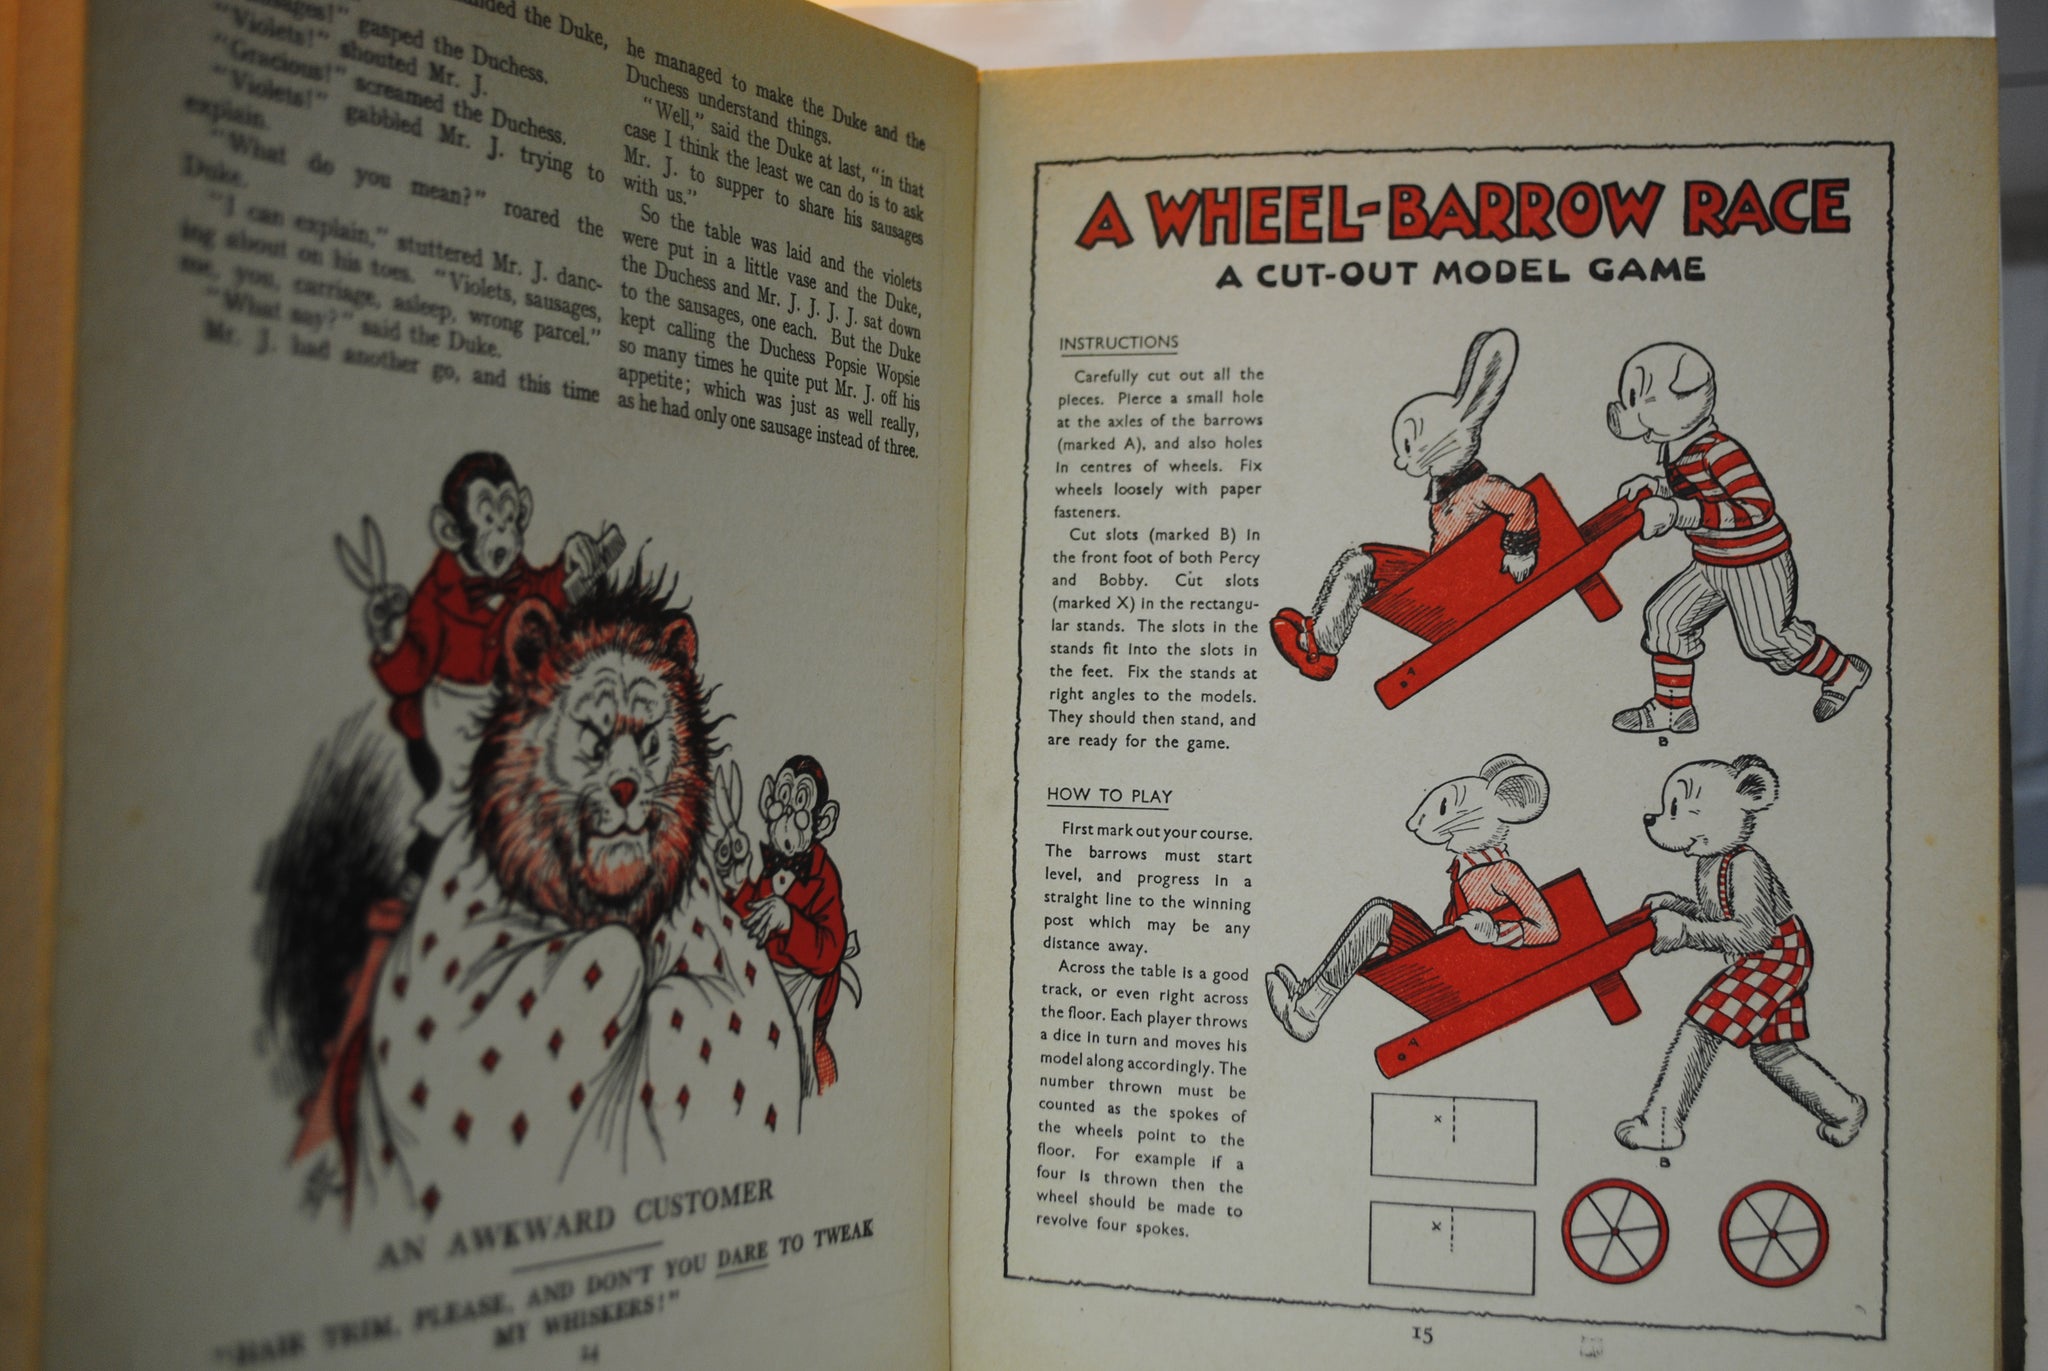 nded the Duke,
sages!" gasped the Duchess.
"Violets!" shouted Mr. J.
"Gracious!" screamed the Duchess.
"Violets!" gabbled Mr. J. trying to
explain.
"What do you mean?" roared the
Duke.
"I can explain," stuttered Mr. J. danc-
ing about on his toes. "Violets, sausages,
me, you, carriage, asleep, wrong parcel."
"What say?" said the Duke.
Mr. J. had another go, and this time
he managed to make the Duke and the
Duchess understand things.
"Well," said the Duke at last, "in that
case I think the least we can do is to ask
Mr. J. to supper to share his sausages
with us."
So the table was laid and the violets
were put in a little vase and the Duke,
the Duchess and Mr. J. J. J. J. sat down
to the sausages, one each. But the Duke
kept calling the Duchess Popsie Wopsie
so many times he quite put Mr. J. off his
appetite; which was just as well really,
as he had only one sausage instead of three.
AN AWKWARD CUSTOMER
"HAIR TRIM, PLEASE, AND DON'T YOU DARE TO TWEAK
MY WHISKERS!"
14
A WHEEL-BARROW RACE
A CUT-OUT MODEL GAME
INSTRUCTIONS
Carefully cut out all the
pieces. Pierce a small hole
at the axles of the barrows
(marked A), and also holes
in centres of wheels. Fix
wheels loosely with paper
fasteners.
Cut slots (marked B) in
the front foot of both Percy
and Bobby. Cut slots
(marked X) in the rectangu-
lar stands. The slots in the
stands fit into the slots in
the feet. Fix the stands at
right angles to the models.
They should then stand, and
are ready for the game.
HOW TO PLAY
First mark out your course.
The barrows must start
level, and progress in a
straight line to the winning
post which may be any
distance away.
Across the table is a good
track, or even right across
the floor. Each player throws
a dice in turn and moves his
model along accordingly. The
number thrown must be
counted as the spokes of
the wheels point to the
floor. For example if a
four is thrown then the
wheel should be made to
revolve four spokes.
A
B
A
B
X
X
15